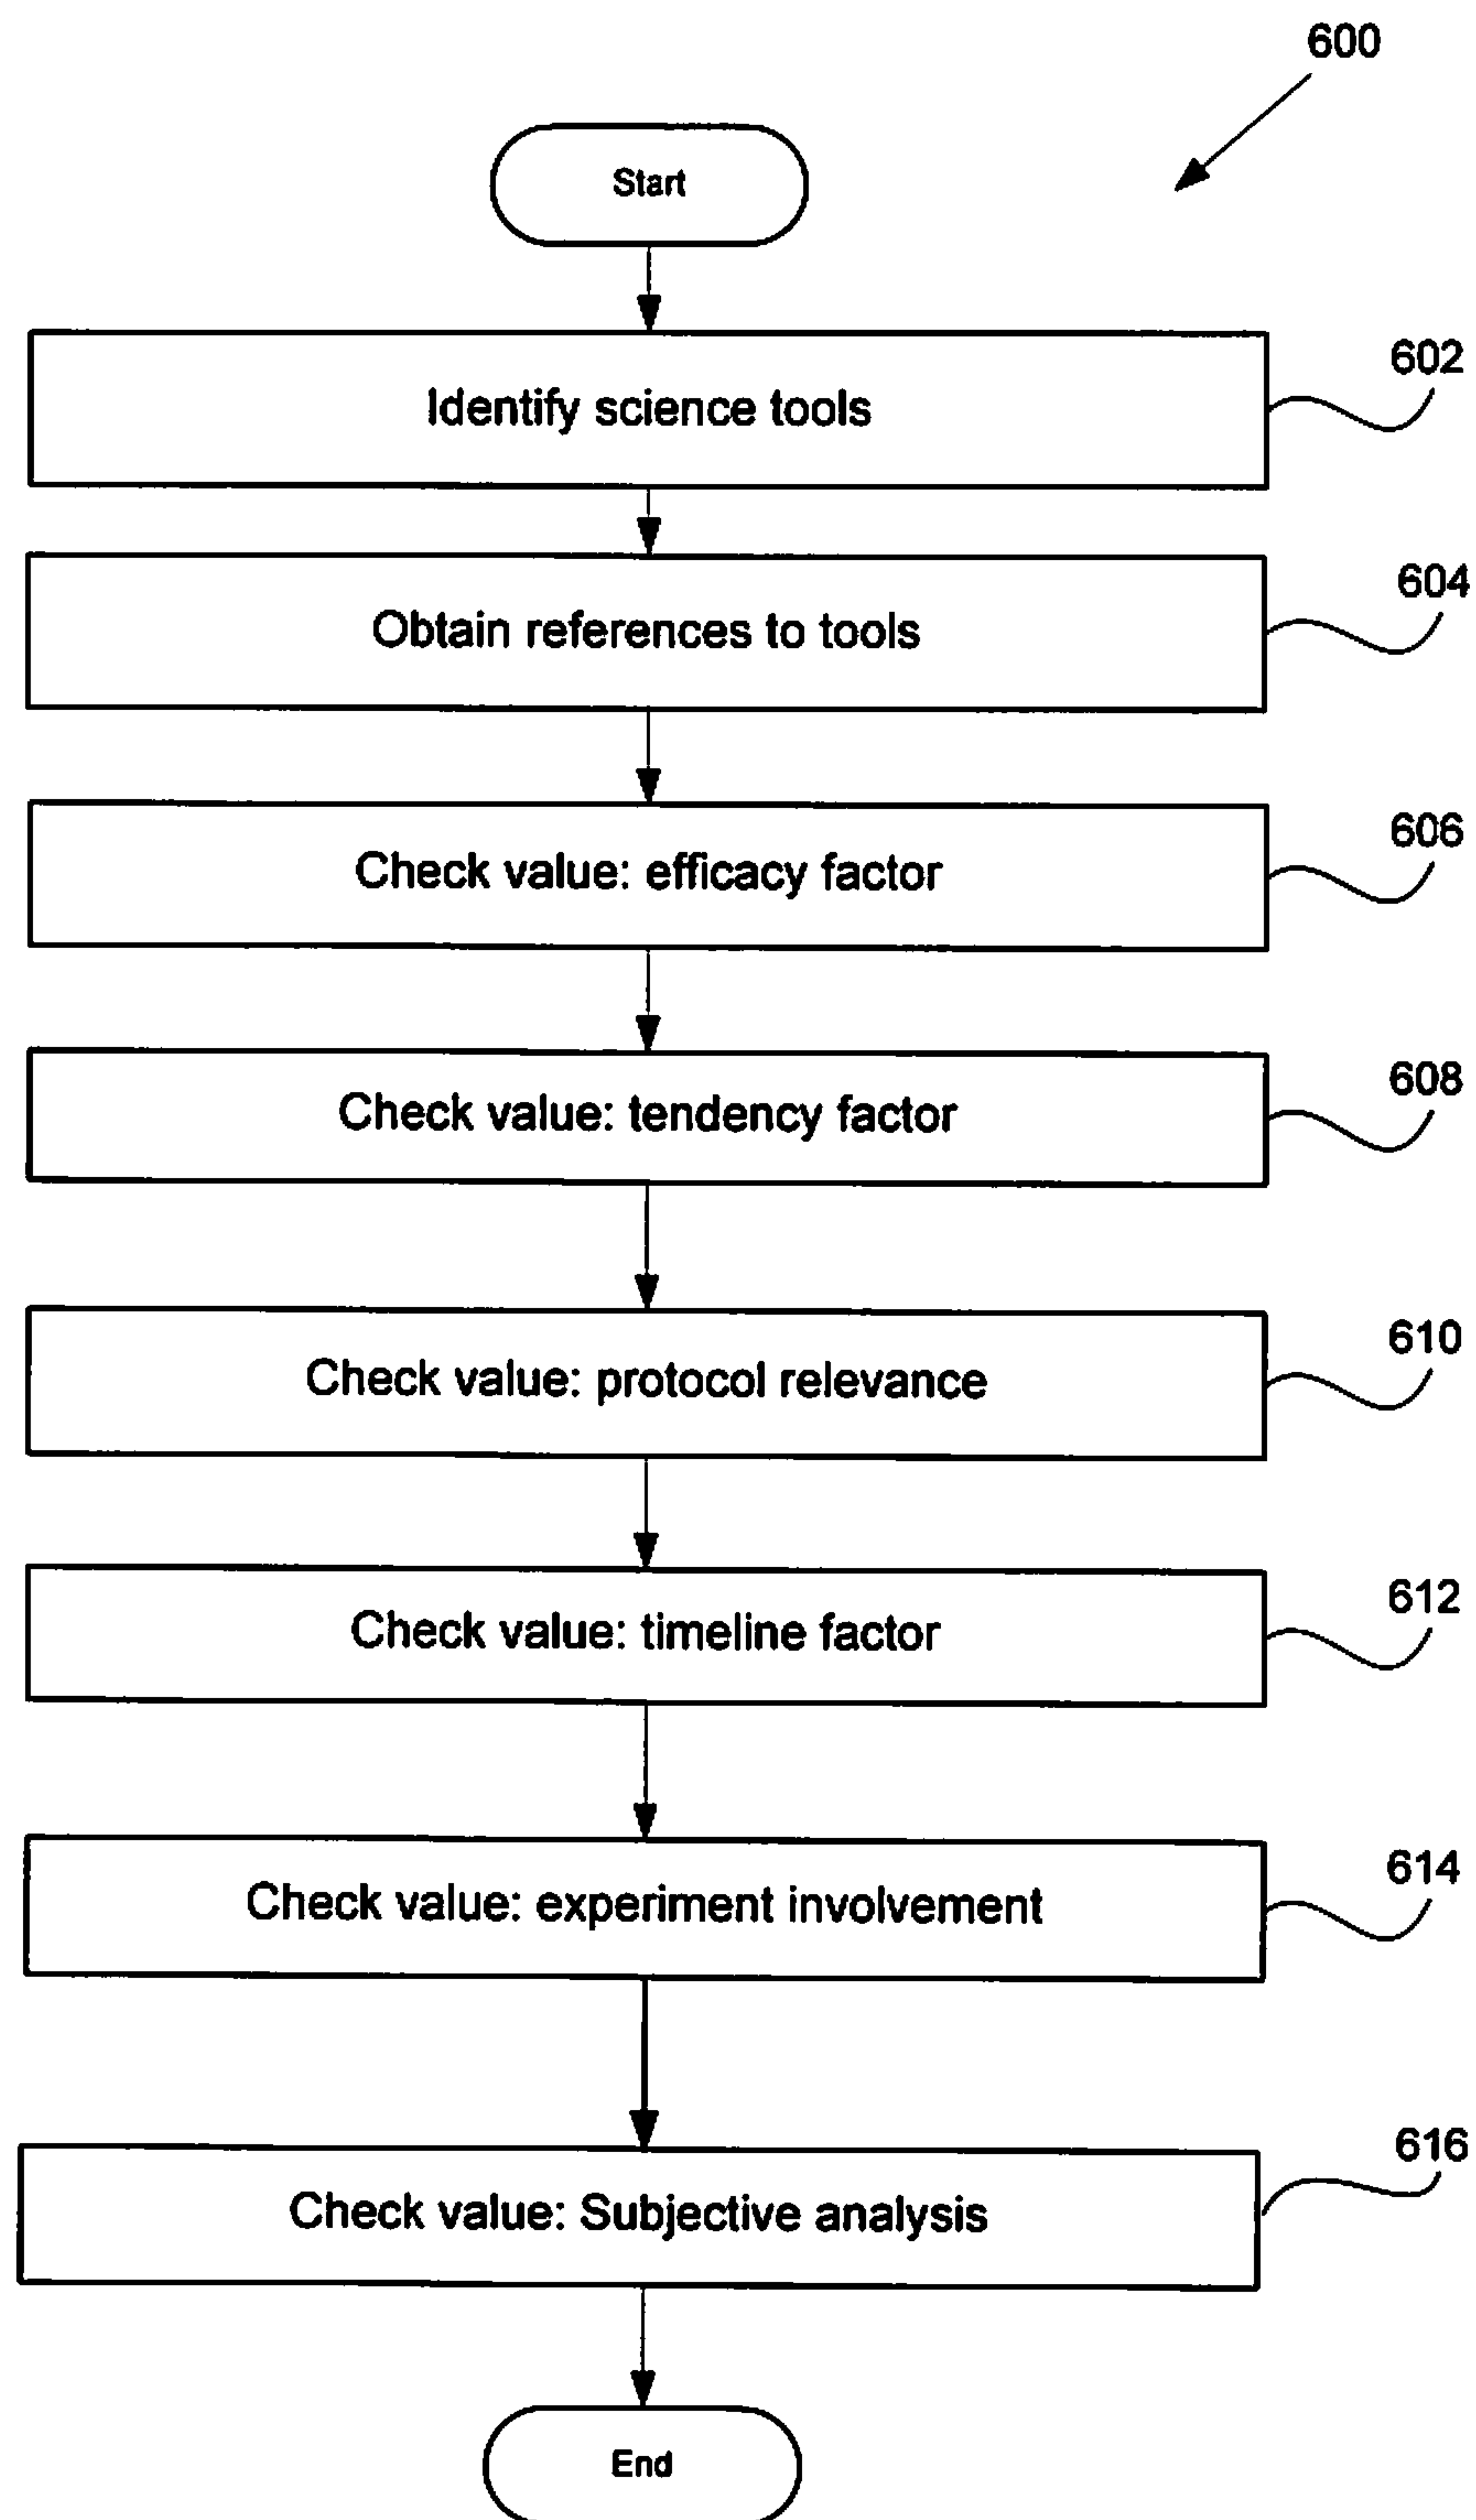 600
Start
Identify science tools
602
Obtain references to tools
604
Check value: efficacy factor
606
Check value: tendency factor
608
Check value: protocol relevance
610
Check value: timeline factor
612
Check value: experiment involvement
614
Check value: Subjective analysis
616
End